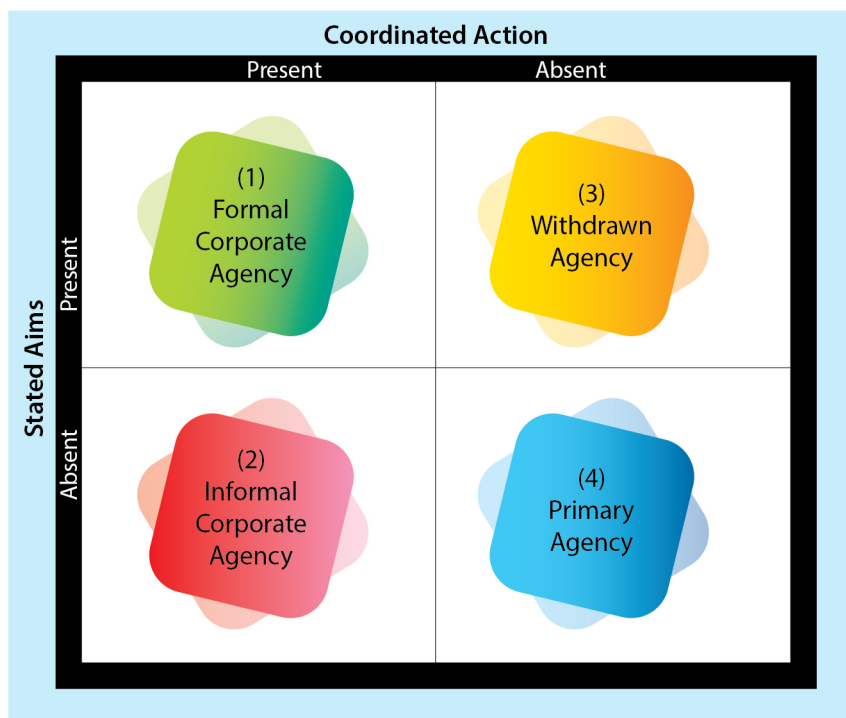 Coordinated Action
Present
Absent
Stated Aims
Present
Absent
(1)
Formal
Corporate
Agency
(3)
Withdrawn
Agency
(2)
Informal
Corporate
Agency
(4)
Primary
Agency